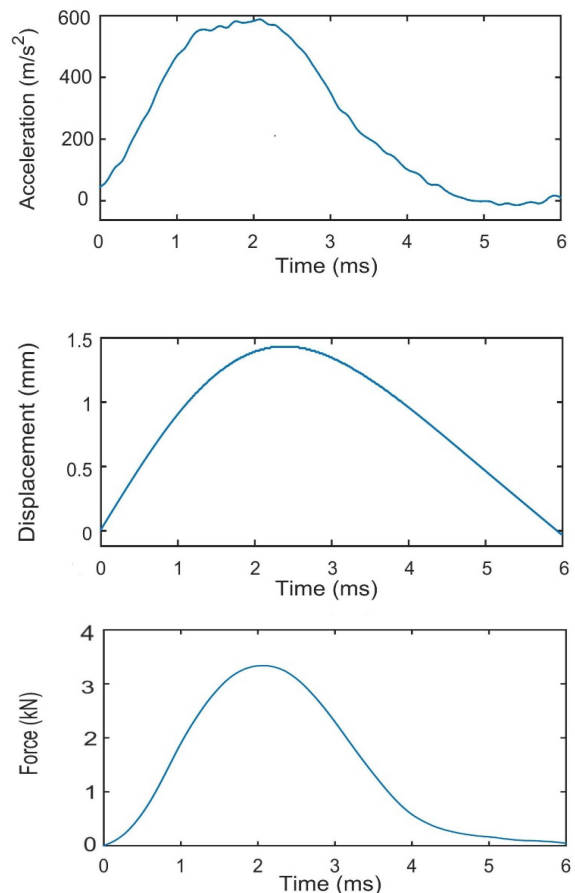 600
400
200
0
Acceleration (m/s²)
0 1 2 3 4 5 6
Time (ms)
1.5
1
0.5
0
Displacement (mm)
0 1 2 3 4 5 6
Time (ms)
4
3
2
1
0
Force (kN)
0 1 2 3 4 5 6
Time (ms)